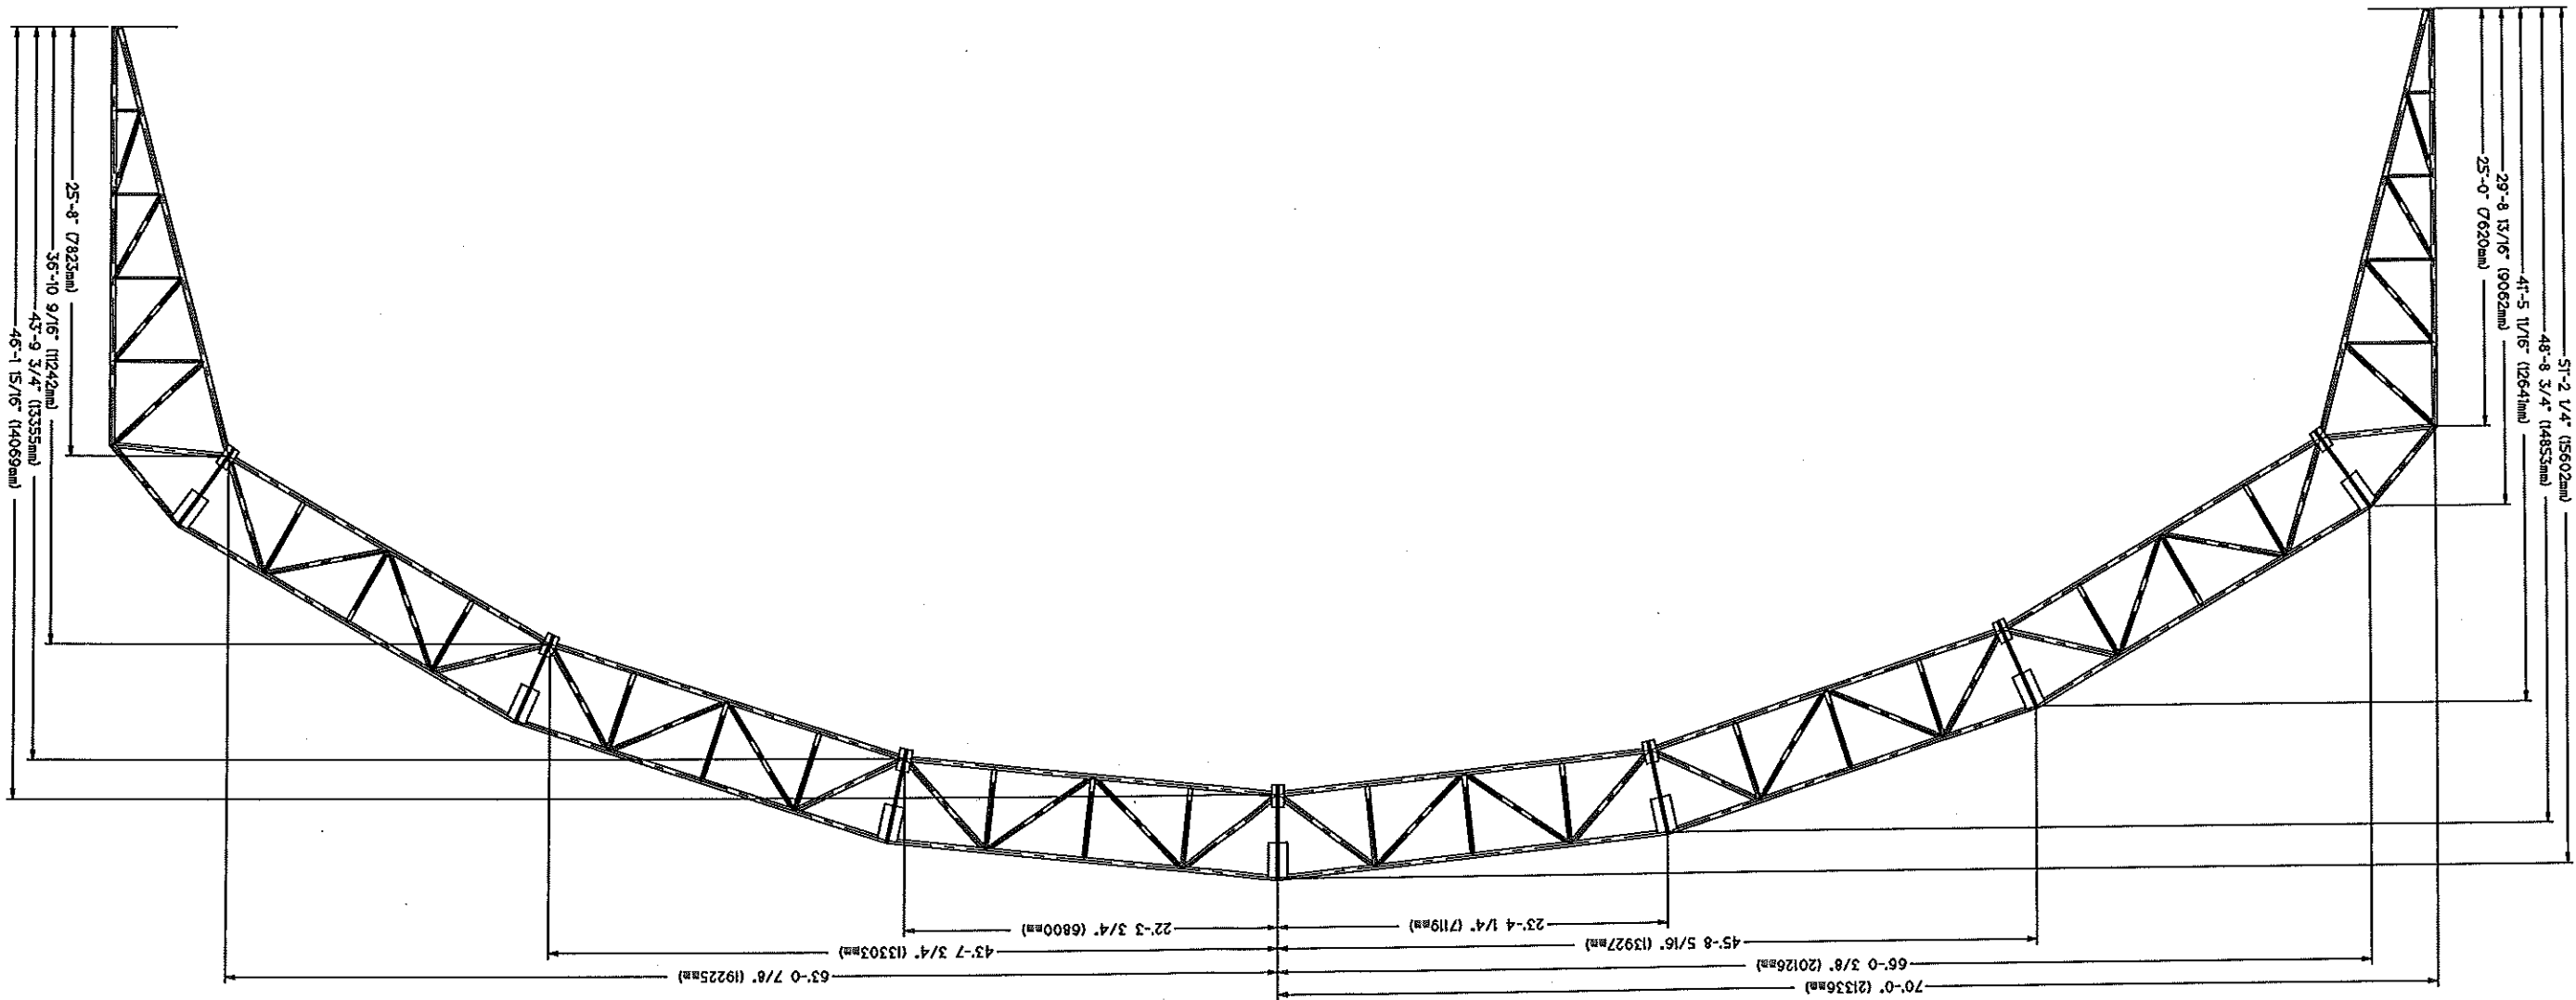 46'-1 15/16" (14069mm)
43'-9 3/4" (13355mm)
36'-10 9/16" (11242mm)
25'-8" (7823mm)
25'-0" (7620mm)
29'-8 13/16" (9062mm)
41'-5 11/16" (12641mm)
48'-8 3/4" (14853mm)
51'-2 1/4" (15602mm)
22'-3 3/4" (6800mm)
23'-4 1/4" (7119mm)
43'-7 3/4" (13303mm)
45'-8 5/16" (13927mm)
63'-0 7/8" (19225mm)
66'-0 3/8" (20126mm)
70'-0" (21336mm)